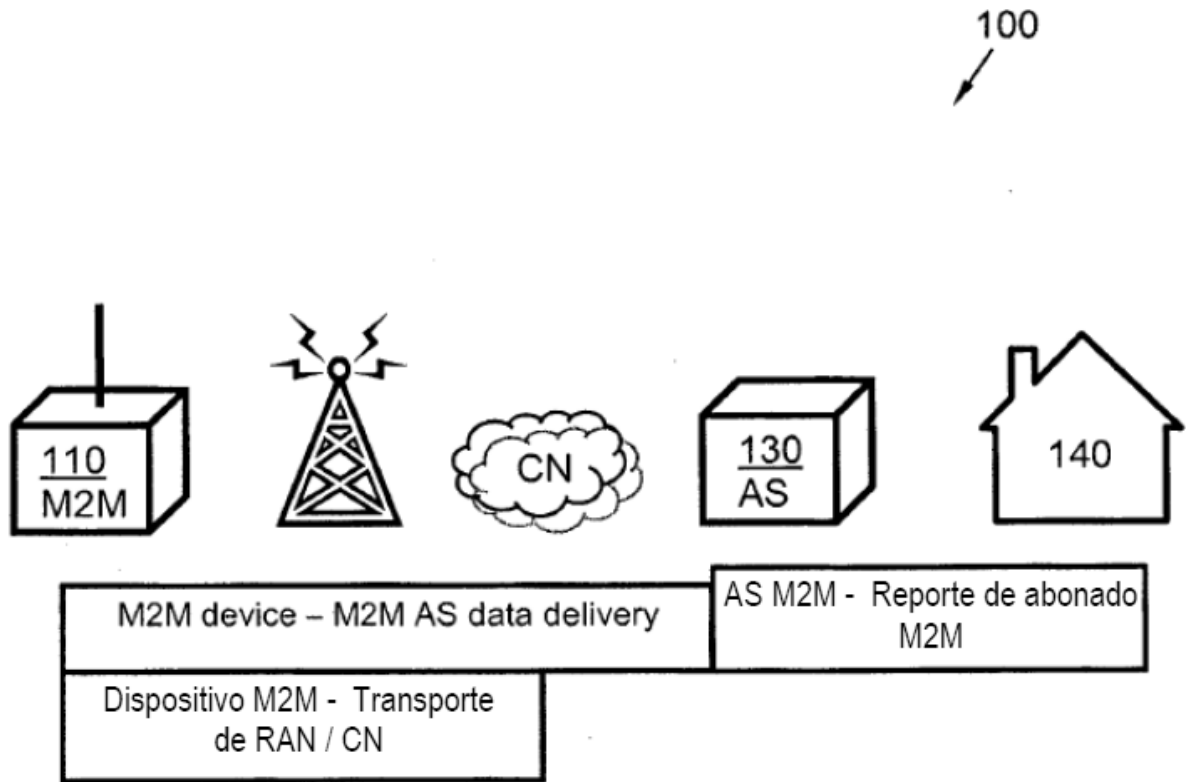 100
110
M2M
CN
130
AS
140
M2M device – M2M AS data delivery
AS M2M - Reporte de abonado
M2M
Dispositivo M2M - Transporte
de RAN / CN